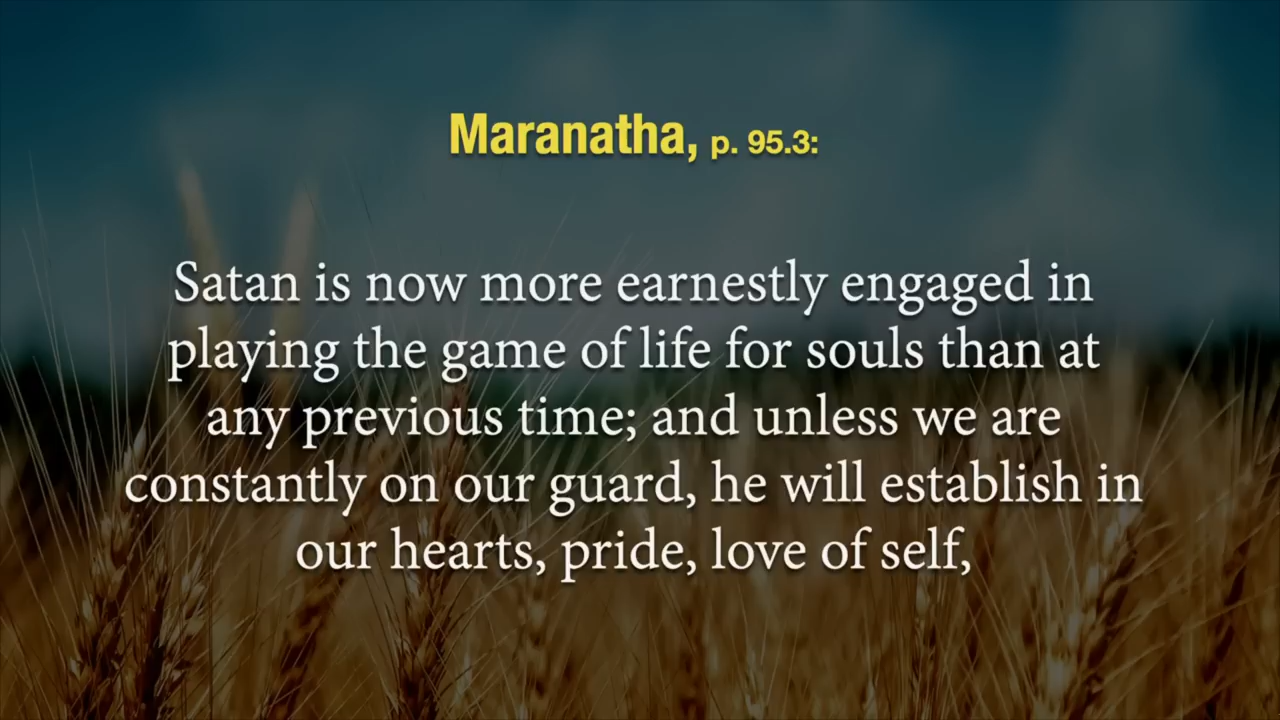 Maranatha, p. 95.3:
Satan is now more earnestly engaged in
playing the game of life for souls than at
any previous time; and unless we are
constantly on our guard, he will establish in
our hearts, pride, love of self,